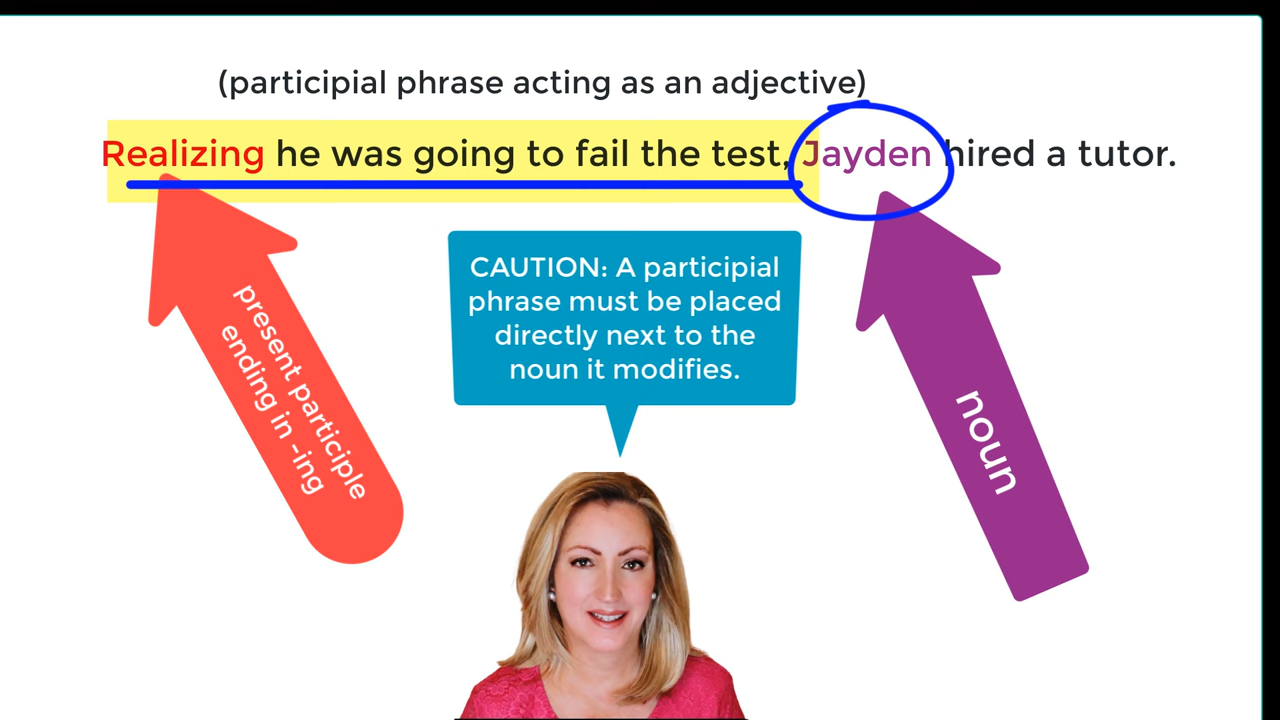 (participial phrase acting as an adjective)
Realizing he was going to fail the test, Jayden hired a tutor.
CAUTION: A participial
phrase must be placed
directly next to the
noun it modifies.
present participle
ending in -ing
noun